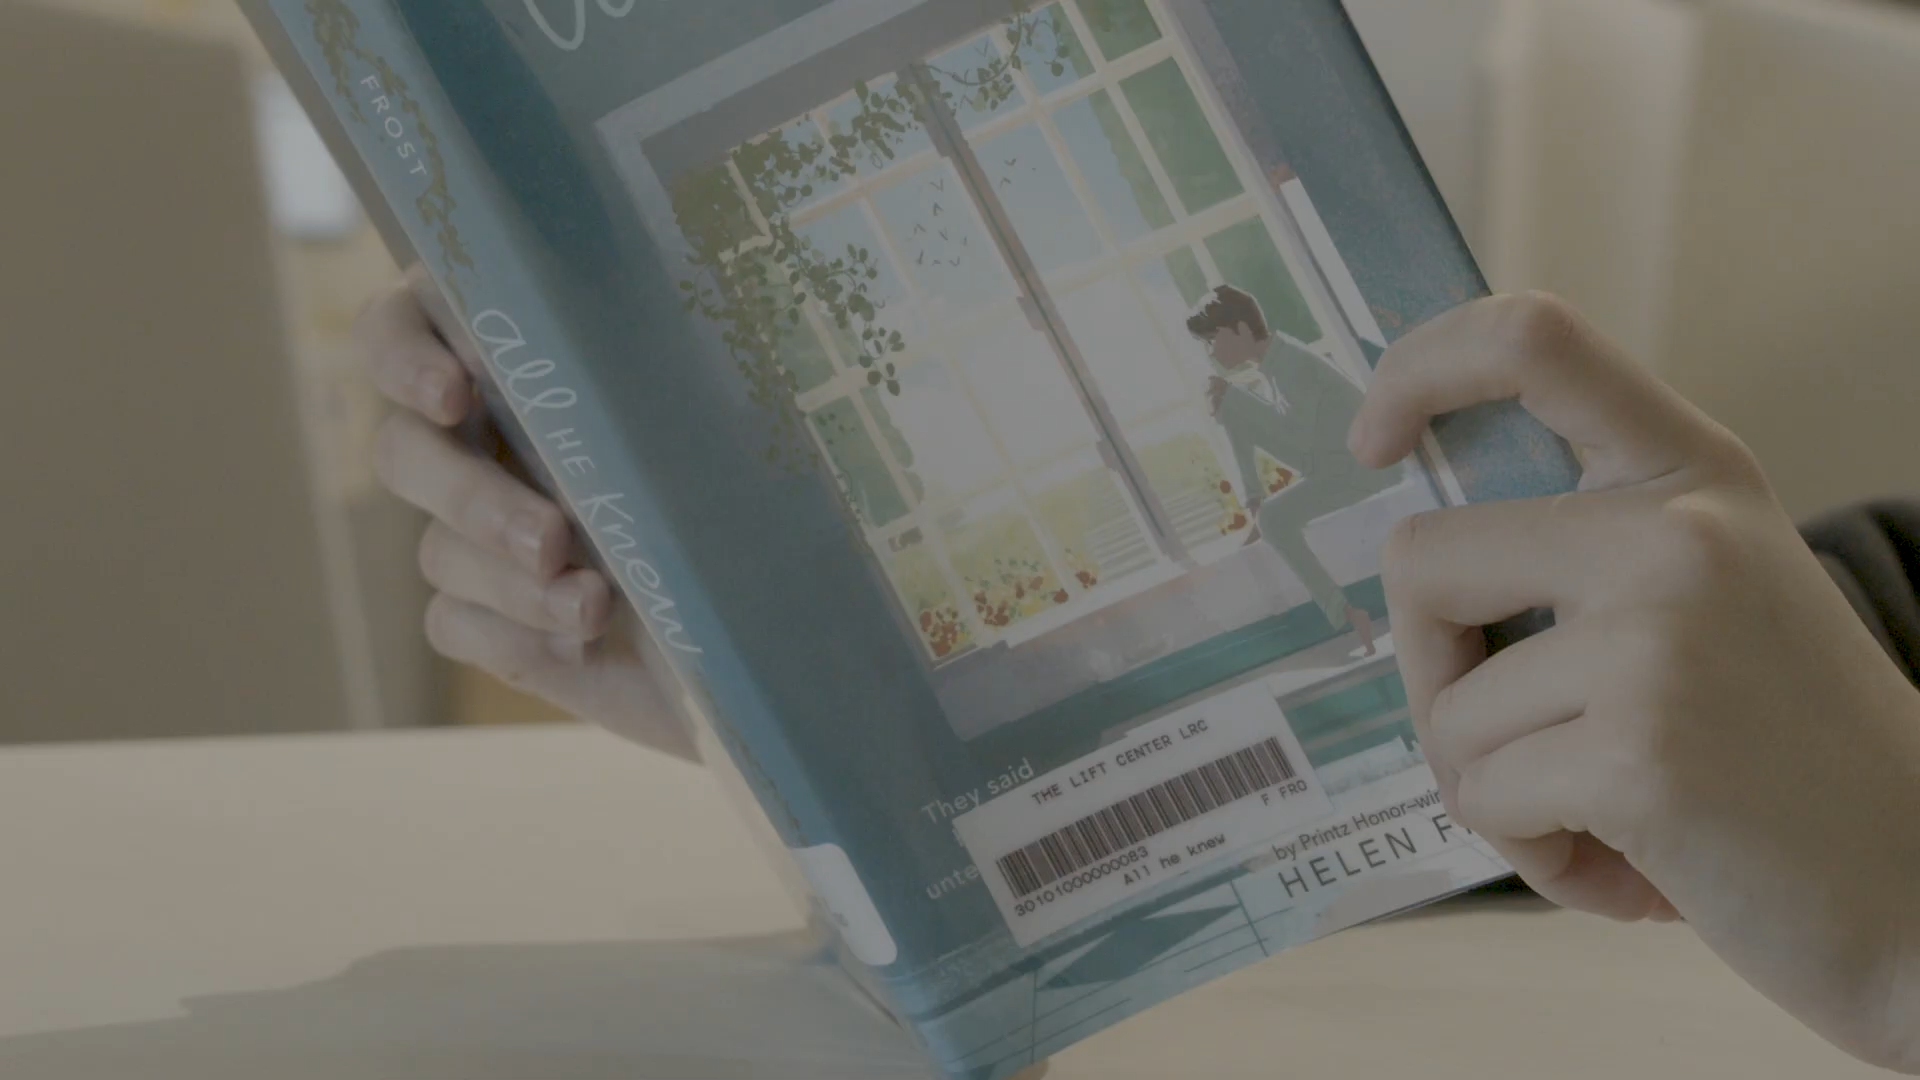 FROST
all HE Knew
They said
unte
THE LIFT CENTER LRC
F FRO
30101000000083
All he knew
by Printz Honor–win
HELEN F